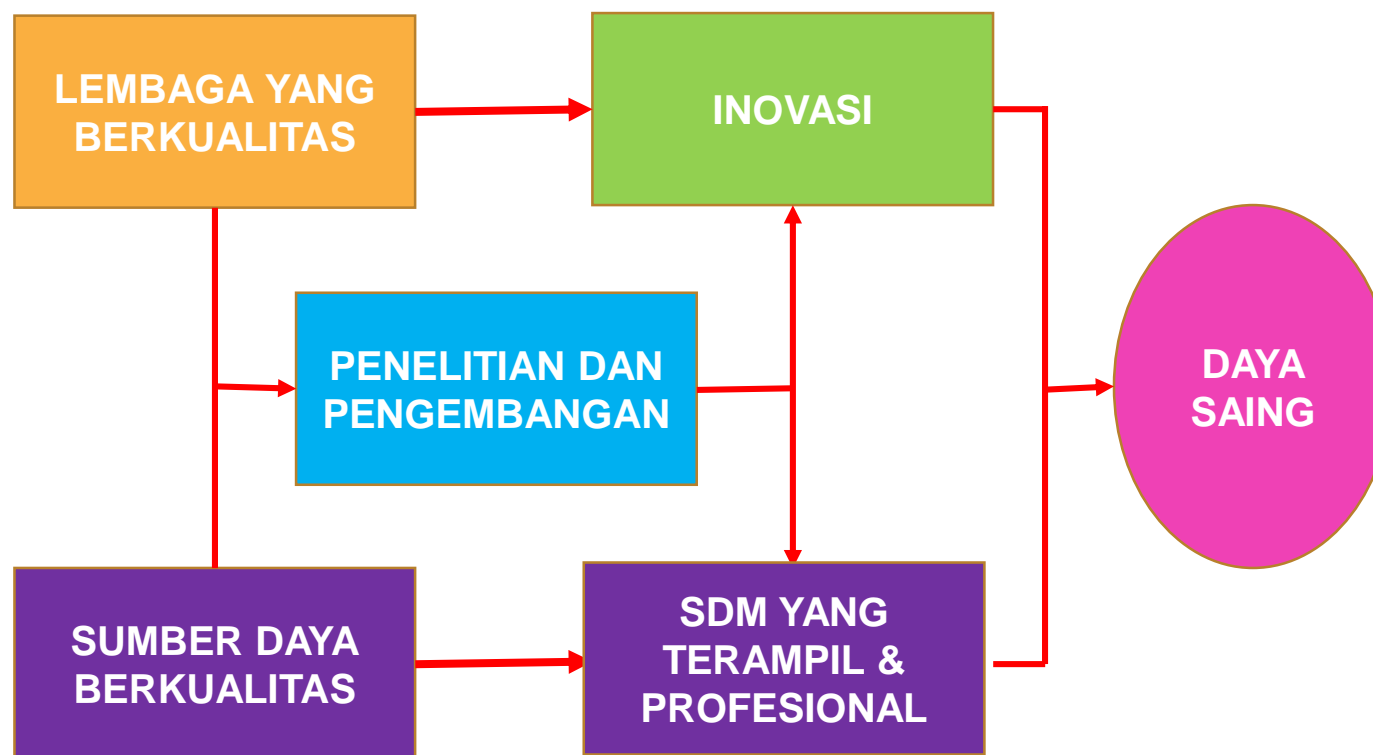 LEMBAGA YANG
BERKUALITAS
INOVASI
PENELITIAN DAN
PENGEMBANGAN
DAYA
SAING
SUMBER DAYA
BERKUALITAS
SDM YANG
TERAMPIL &
PROFESIONAL